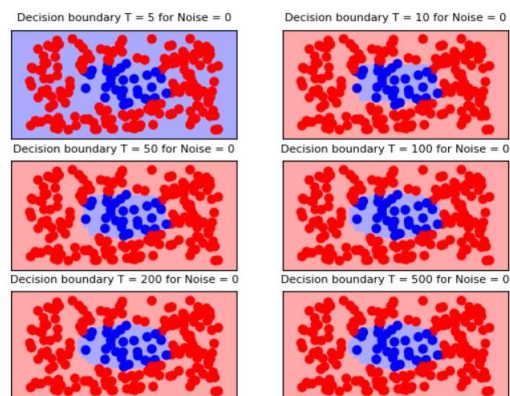 Decision boundary T = 5 for Noise = 0
Decision boundary T = 10 for Noise = 0
Decision boundary T = 50 for Noise = 0
Decision boundary T = 100 for Noise = 0
Decision boundary T = 200 for Noise = 0
Decision boundary T = 500 for Noise = 0